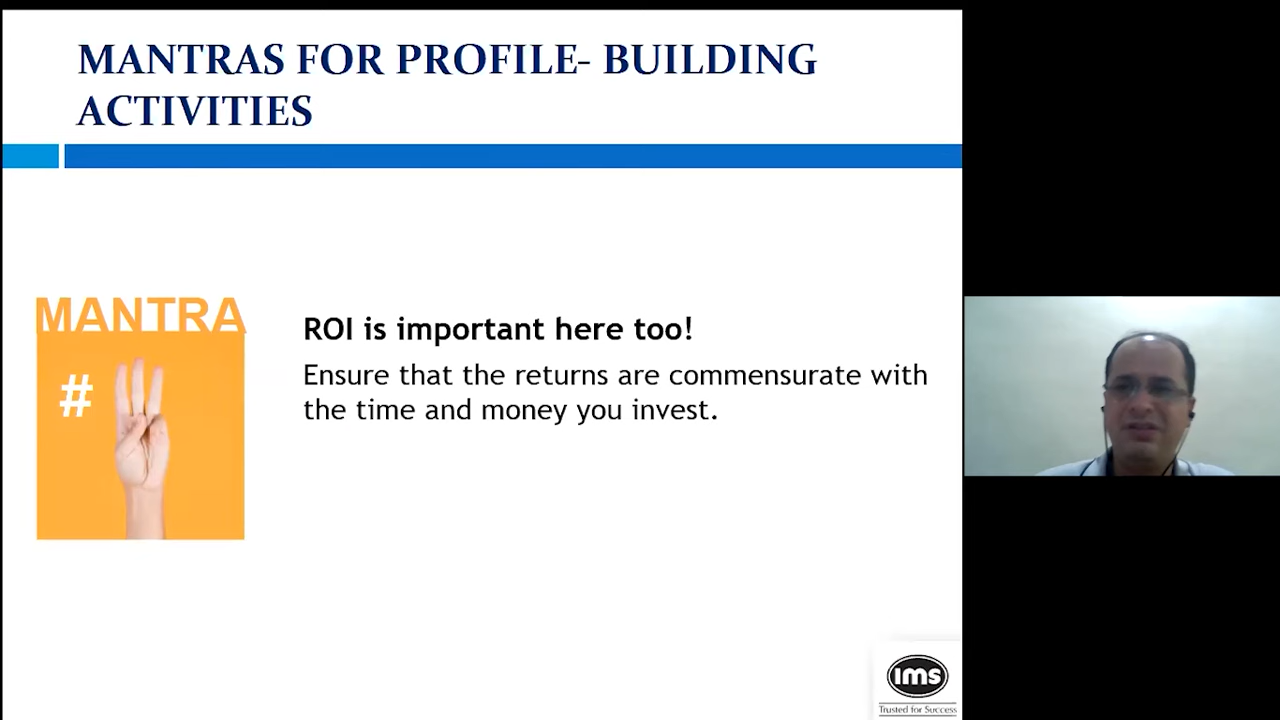 MANTRAS FOR PROFILE- BUILDING
ACTIVITIES
MANTRA
#
ROI is important here too!
Ensure that the returns are commensurate with
the time and money you invest.
ims
Trusted for Success